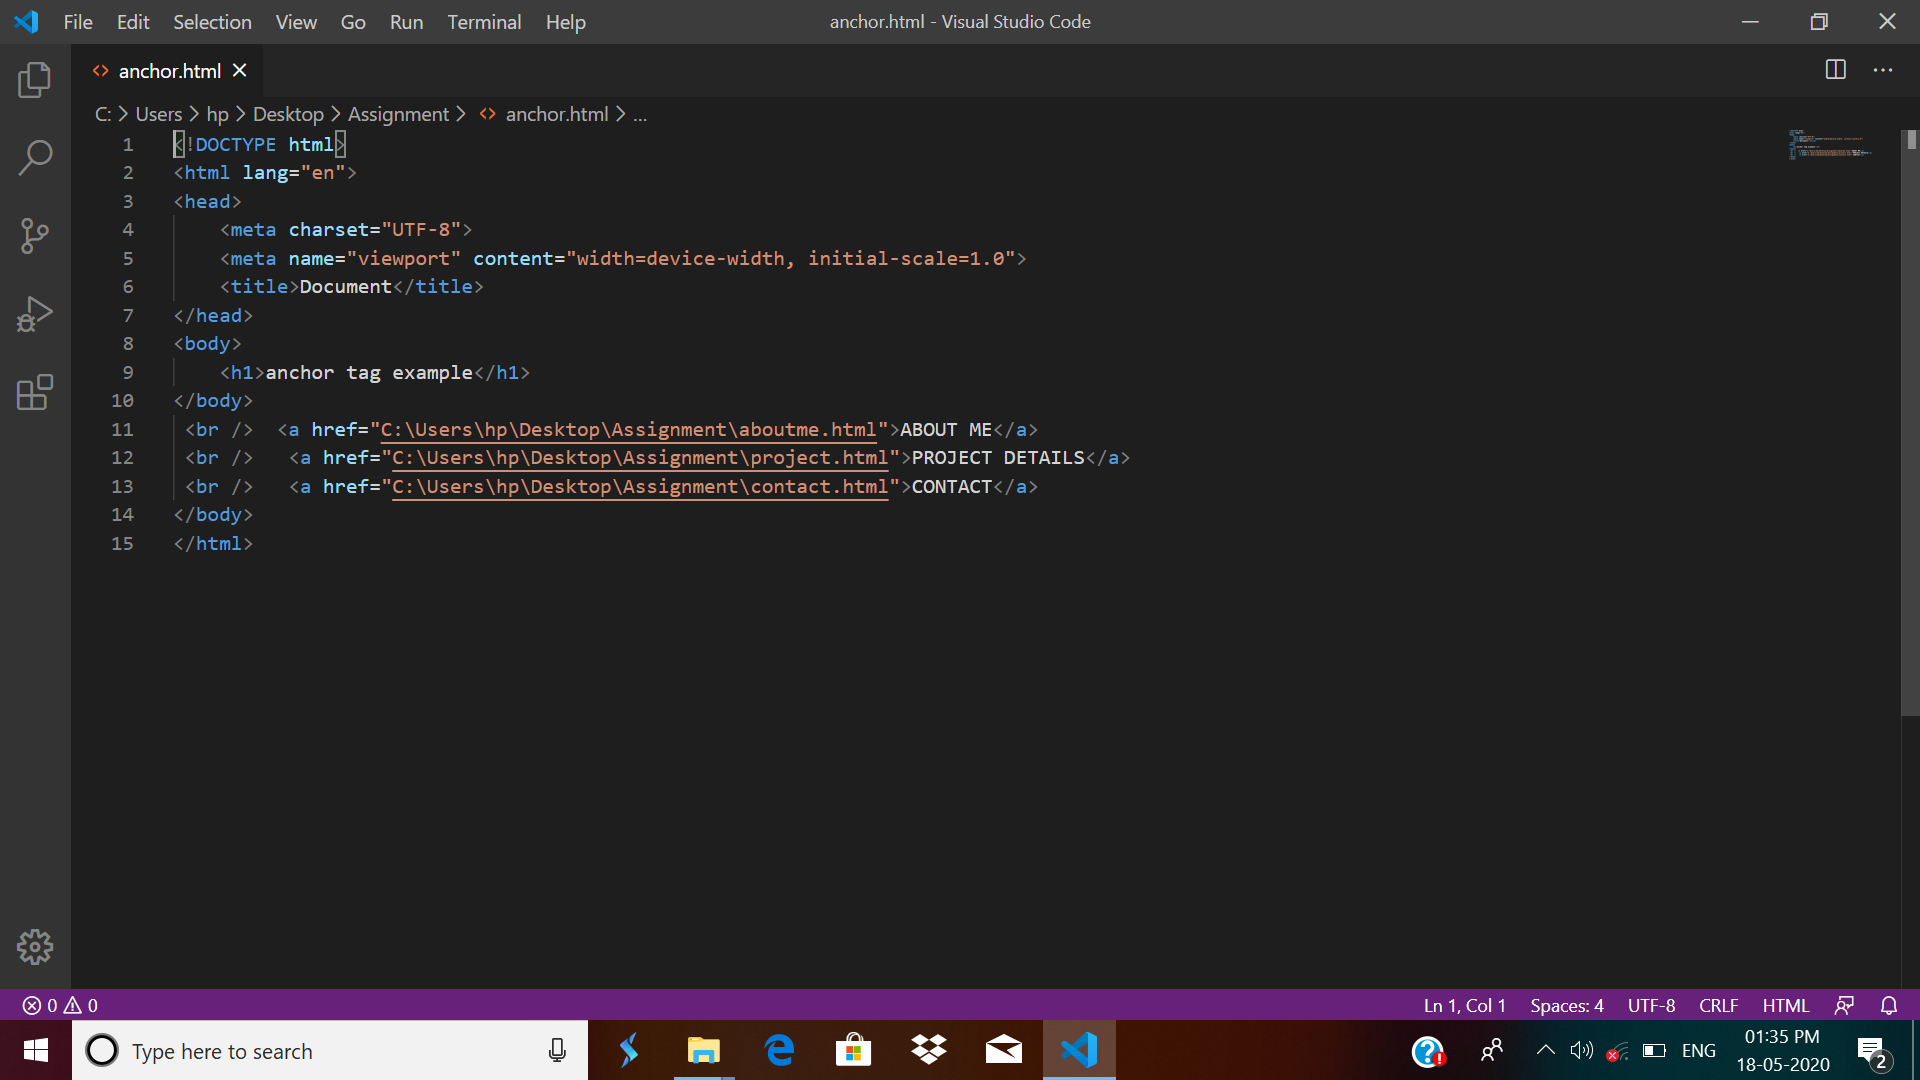 File Edit Selection View Go Run Terminal Help anchor.html - Visual Studio Code
anchor.html
C: > Users > hp > Desktop > Assignment > <> anchor.html > ...
1 <!DOCTYPE html>
2 <html lang="en">
3 <head>
4     <meta charset="UTF-8">
5     <meta name="viewport" content="width=device-width, initial-scale=1.0">
6     <title>Document</title>
7 </head>
8 <body>
9     <h1>anchor tag example</h1>
10 </body>
11  <br />  <a href="C:\Users\hp\Desktop\Assignment\aboutme.html">ABOUT ME</a>
12  <br />   <a href="C:\Users\hp\Desktop\Assignment\project.html">PROJECT DETAILS</a>
13  <br />   <a href="C:\Users\hp\Desktop\Assignment\contact.html">CONTACT</a>
14 </body>
15 </html>
0 0 Ln 1, Col 1 Spaces: 4 UTF-8 CRLF HTML
Type here to search ENG 01:35 PM
18-05-2020 2